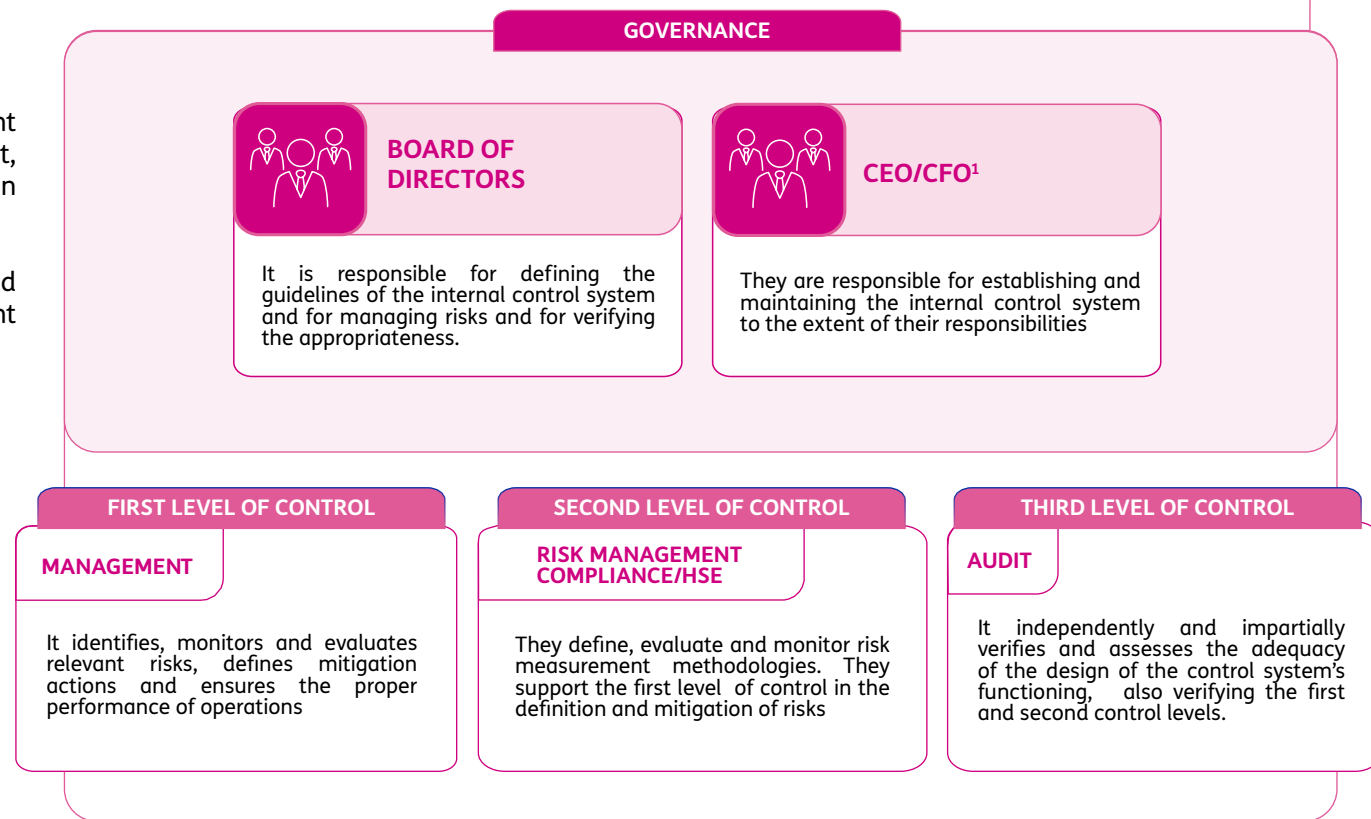 nt
t,
n
d
nt
GOVERNANCE
BOARD OF
DIRECTORS
It is responsible for defining the
guidelines of the internal control system
and for managing risks and for verifying
the appropriateness.
CEO/CFO¹
They are responsible for establishing and
maintaining the internal control system
to the extent of their responsibilities
FIRST LEVEL OF CONTROL
MANAGEMENT
It identifies, monitors and evaluates
relevant risks, defines mitigation
actions and ensures the proper
performance of operations
SECOND LEVEL OF CONTROL
RISK MANAGEMENT
COMPLIANCE/HSE
They define, evaluate and monitor risk
measurement methodologies. They
support the first level of control in the
definition and mitigation of risks
THIRD LEVEL OF CONTROL
AUDIT
It independently and impartially
verifies and assesses the adequacy
of the design of the control system's
functioning, also verifying the first
and second control levels.